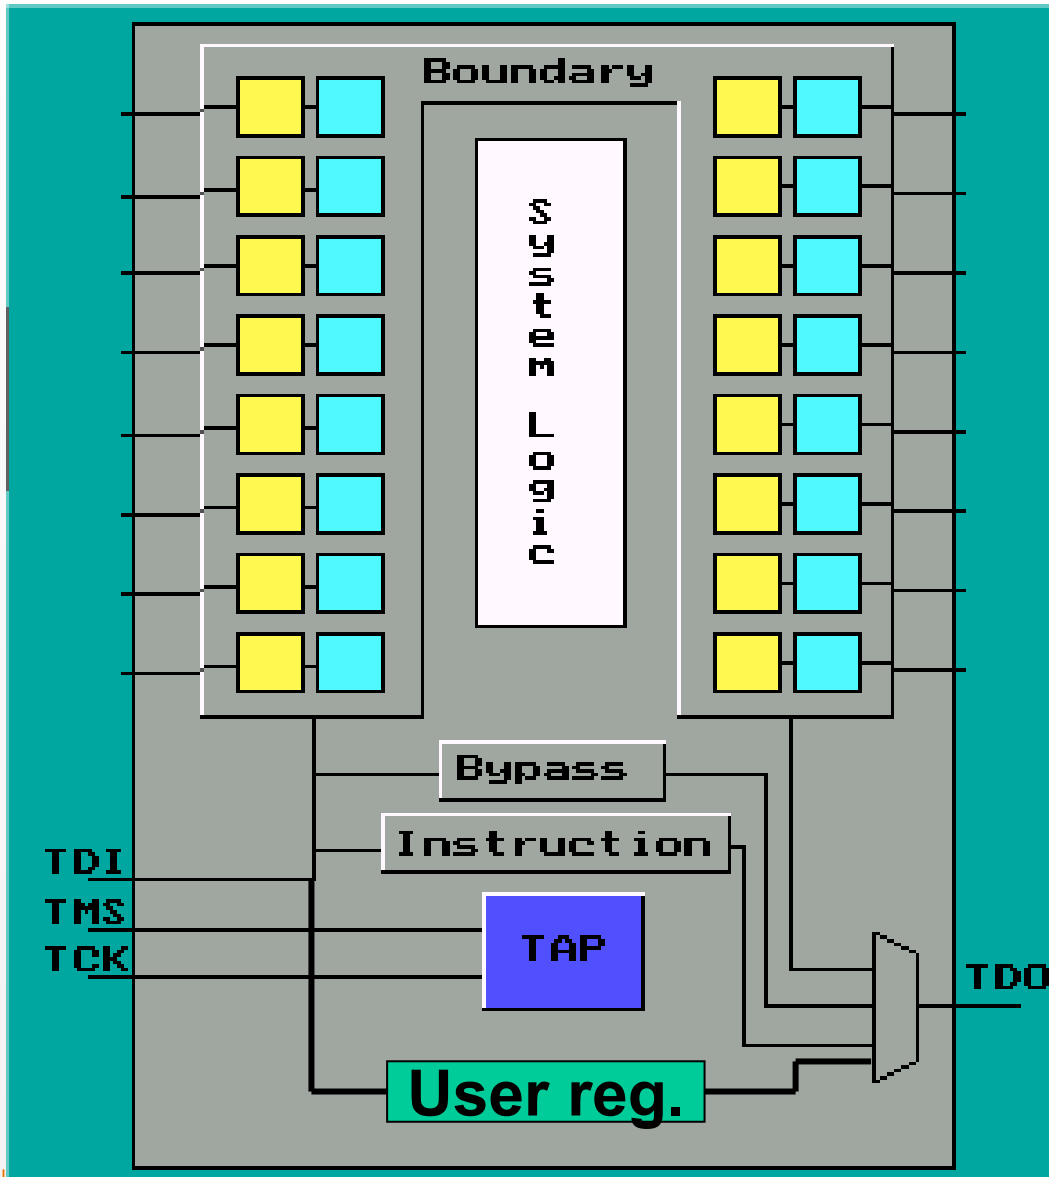 Boundary
System Logic
Bypass
Instruction
TDI
TMS
TAP
TCK
TDO
User reg.